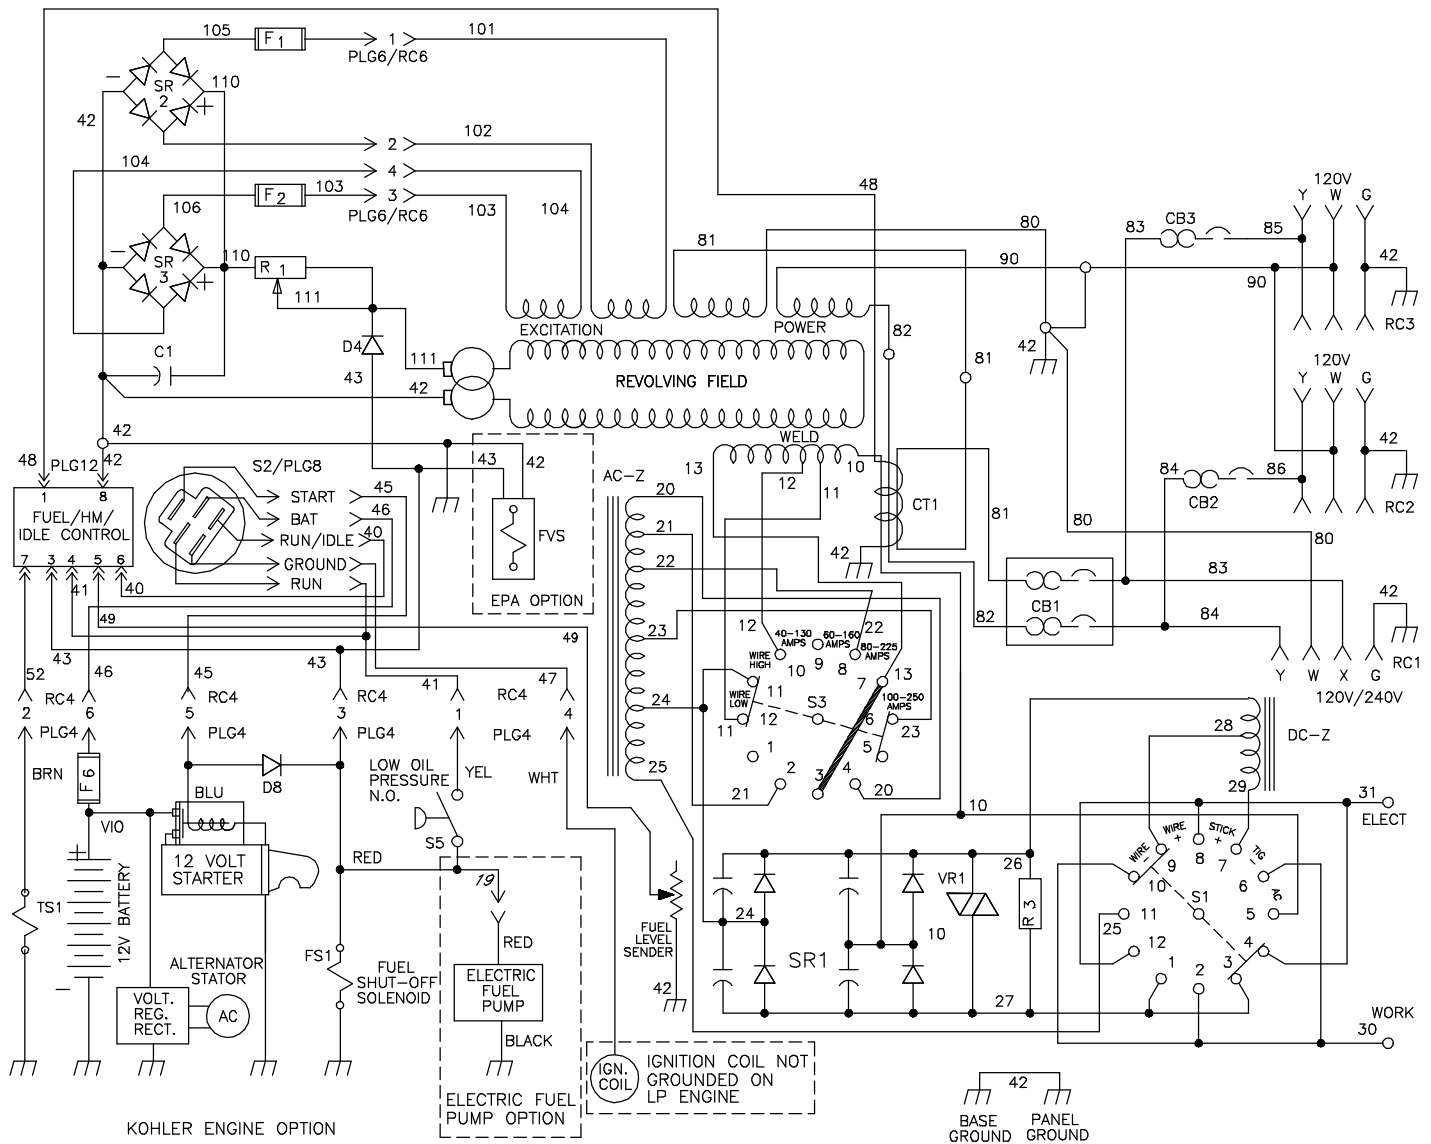 105
F1
1
101
PLG6/RC6
SR
2
110
−
+
42
2
102
104
4
106
F2
103
3
103
104
PLG6/RC6
48
110
R 1
111
SR
3
−
+
C1
D4
43
111
42
EXCITATION
POWER
REVOLVING FIELD
81
80
90
82
81
42
83
CB3
85
120V
Y W G
42
90
RC3
120V
Y W G
42
84
CB2
86
RC2
80
80
81
82
CB1
83
84
42
RC1
Y W X G
120V/240V
WELD
13
12
11
10
CT1
42
42
48
PLG12
42
1
8
FUEL/HM/
IDLE CONTROL
7 3 4 5 6
41
40
49
S2/PLG8
START
45
BAT
46
RUN/IDLE
40
GROUND
RUN
43
42
FVS
EPA OPTION
AC-Z
20
21
22
23
24
25
12
40-130
AMPS
60-160
AMPS
80-225
AMPS
22
WIRE
HIGH
WIRE
LOW
10
9
8
7
13
11
12
11
S3
100-250
AMPS
6
5
23
1
2
3
4
21
20
52
43
46
45
43
41
47
49
RC4
RC4
RC4
RC4
2
6
5
3
1
4
PLG4
PLG4
PLG4
PLG4
BRN
F6
VIO
BLU
D8
LOW OIL
PRESSURE
N.O.
YEL
WHT
S5
12 VOLT
STARTER
RED
TS1
+
12V BATTERY
−
ALTERNATOR
STATOR
VOLT.
REG.
RECT.
AC
FS1
FUEL
SHUT-OFF
SOLENOID
19
RED
ELECTRIC
FUEL
PUMP
BLACK
ELECTRIC FUEL
PUMP OPTION
FUEL
LEVEL
SENDER
42
IGN.
COIL
IGNITION COIL NOT
GROUNDED ON
LP ENGINE
KOHLER ENGINE OPTION
10
24
SR1
10
VR1
26
R 3
27
25
28
29
DC-Z
31
ELECT
WIRE
−
WIRE
+
STICK
+
TIG
−
9
8
7
6
10
11
S1
5
12
1
2
3
4
WORK
30
42
BASE
GROUND
PANEL
GROUND